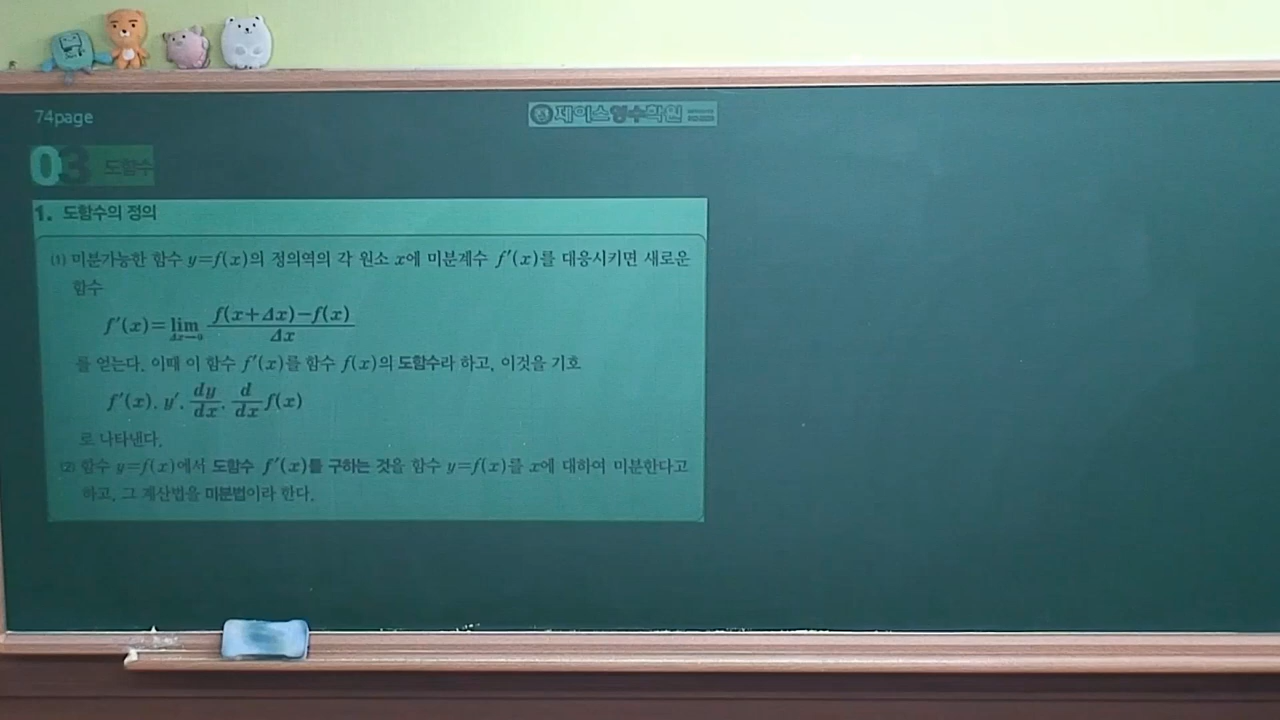 74page
제이스영수학원
03 도함수
1. 도함수의 정의
(1) 미분가능한 함수 y=f(x)의 정의역의 각 원소 x에 미분계수 f′(x)를 대응시키면 새로운
함수
f′(x)=lim Δx→0 f(x+Δx)−f(x) / Δx
를 얻는다. 이때 이 함수 f′(x)를 함수 f(x)의 도함수라 하고, 이것을 기호
f′(x), y′, dy/dx, d/dx f(x)
로 나타낸다.
(2) 함수 y=f(x)에서 도함수 f′(x)를 구하는 것을 함수 y=f(x)를 x에 대하여 미분한다고
하고, 그 계산법을 미분법이라 한다.